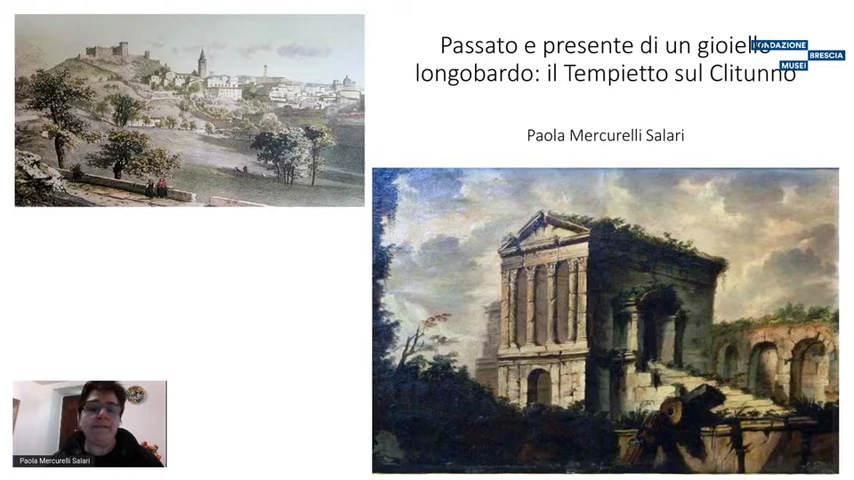 Passato e presente di un gioiello
longobardo: il Tempietto sul Clitunno
FONDAZIONE
BRESCIA
MUSEI
Paola Mercurelli Salari
Paola Mercurelli Salari